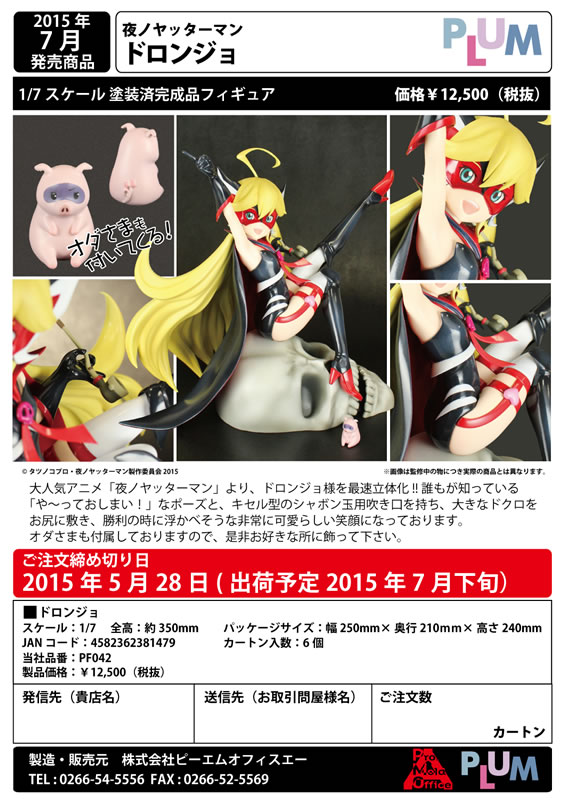 2015年
7月
発売商品
夜ノヤッターマン
ドロンジョ
PLUM
1/7 スケール 塗装済完成品フィギュア 価格￥12,500（税抜）
オダさまも
付いてくる！
© タツノコプロ・夜ノヤッターマン製作委員会 2015
※画像は監修中の物につき実際の商品とは異なります。
大人気アニメ「夜ノヤッターマン」より、ドロンジョ様を最速立体化!!誰もが知っている
「や〜っておしまい！」なポーズと、キセル型のシャボン玉用吹き口を持ち、大きなドクロを
お尻に敷き、勝利の時に浮かべそうな非常に可愛らしい笑顔になっております。
オダさまも付属しておりますので、是非お好きな所に飾って下さい。
ご注文締め切り日
2015年5月28日(出荷予定 2015年7月下旬）
■ドロンジョ
スケール：1/7 全高：約350mm パッケージサイズ：幅250mm× 奥行210mm× 高さ240mm
JANコード：4582362381479 カートン入数：6個
当社品番：PF042
製品価格：￥12,500（税抜）
発信先（貴店名） 送信先（お取引問屋様名） ご注文数
カートン
製造・販売元 株式会社ピーエムオフィスエー
TEL : 0266-54-5556 FAX : 0266-52-5569
Pro
Mola
Office
PLUM